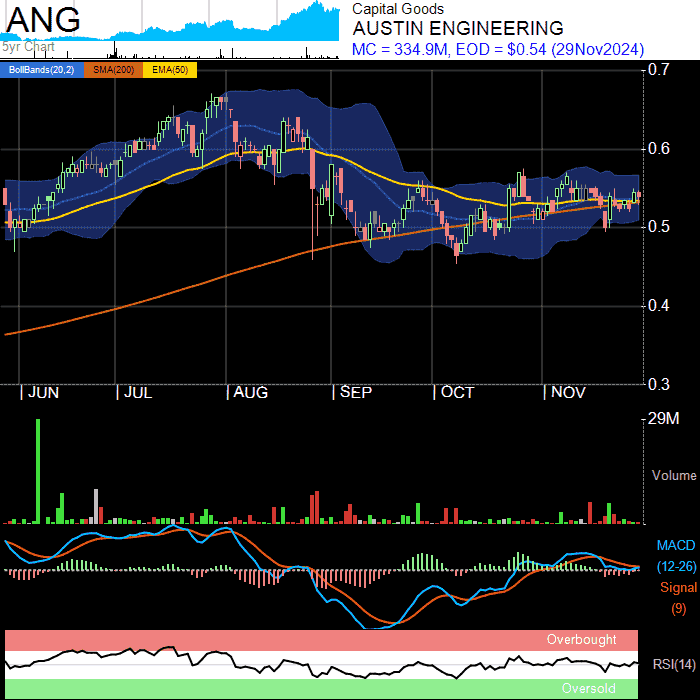 ANG
5yr Chart
Capital Goods
AUSTIN ENGINEERING
MC = 334.9M, EOD = $0.54 (29Nov2024)
BollBands(20,2) SMA(200) EMA(50)
0.7
0.6
0.5
0.4
0.3
JUN JUL AUG SEP OCT NOV
29M
Volume
MACD
(12-26)
Signal
(9)
Overbought
RSI(14)
Oversold